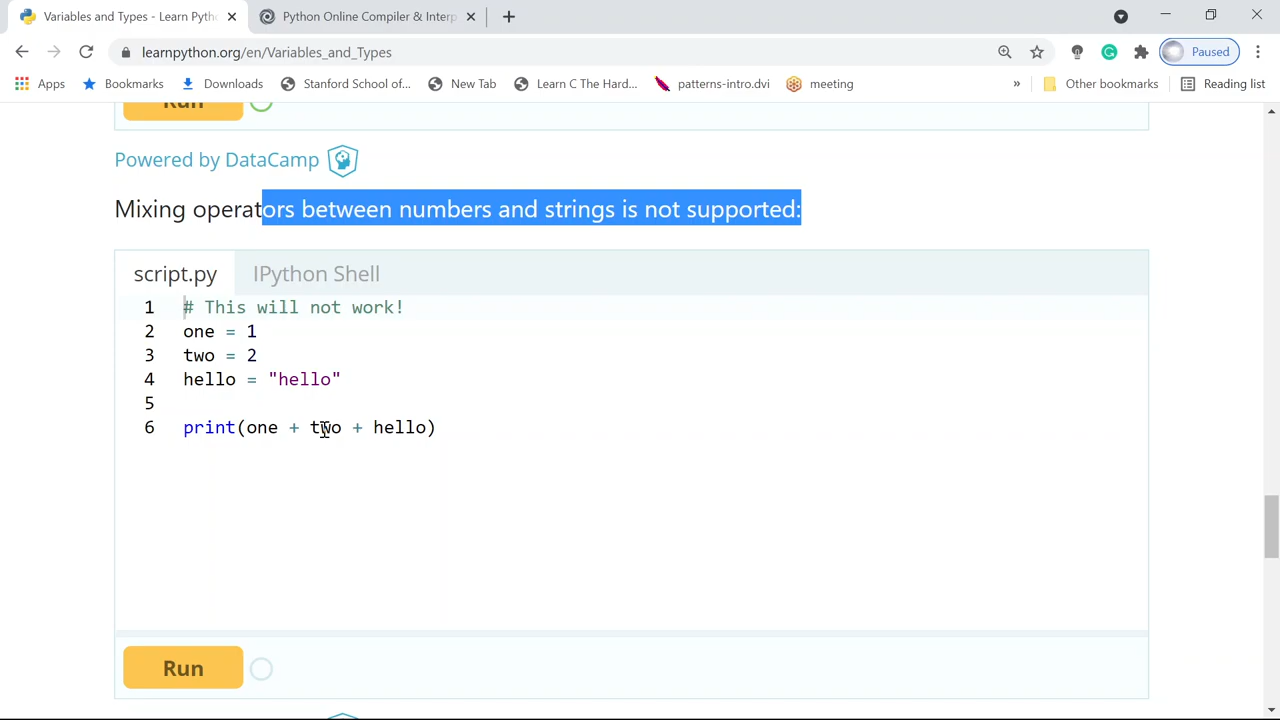 Variables and Types - Learn Pyth
Python Online Compiler & Interp
learnpython.org/en/Variables_and_Types
Paused
Apps
Bookmarks
Downloads
Stanford School of...
New Tab
Learn C The Hard...
patterns-intro.dvi
meeting
»
Other bookmarks
Reading list
Run
Powered by DataCamp
Mixing operators between numbers and strings is not supported:
script.py IPython Shell
1 # This will not work!
2 one = 1
3 two = 2
4 hello = "hello"
5
6 print(one + two + hello)
Run